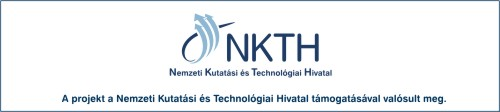 NKTH
Nemzeti Kutatási és Technológiai Hivatal
A projekt a Nemzeti Kutatási és Technológiai Hivatal támogatásával valósult meg.